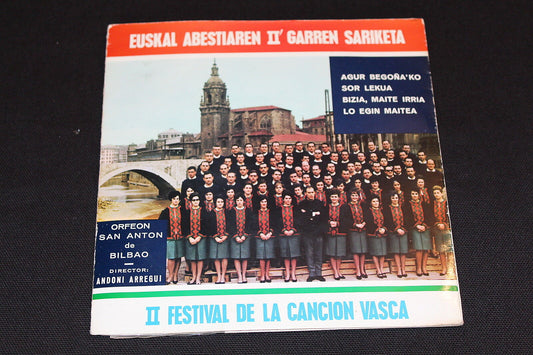 EUSKAL ABESTIAREN II' GARREN SARIKETA
AGUR BEGOÑA'KO
SOR LEKUA
BIZIA, MAITE IRRIA
LO EGIN MAITEA
ORFEON
SAN ANTON
de
BILBAO
DIRECTOR:
ANDONI ARREGUI
II FESTIVAL DE LA CANCION VASCA